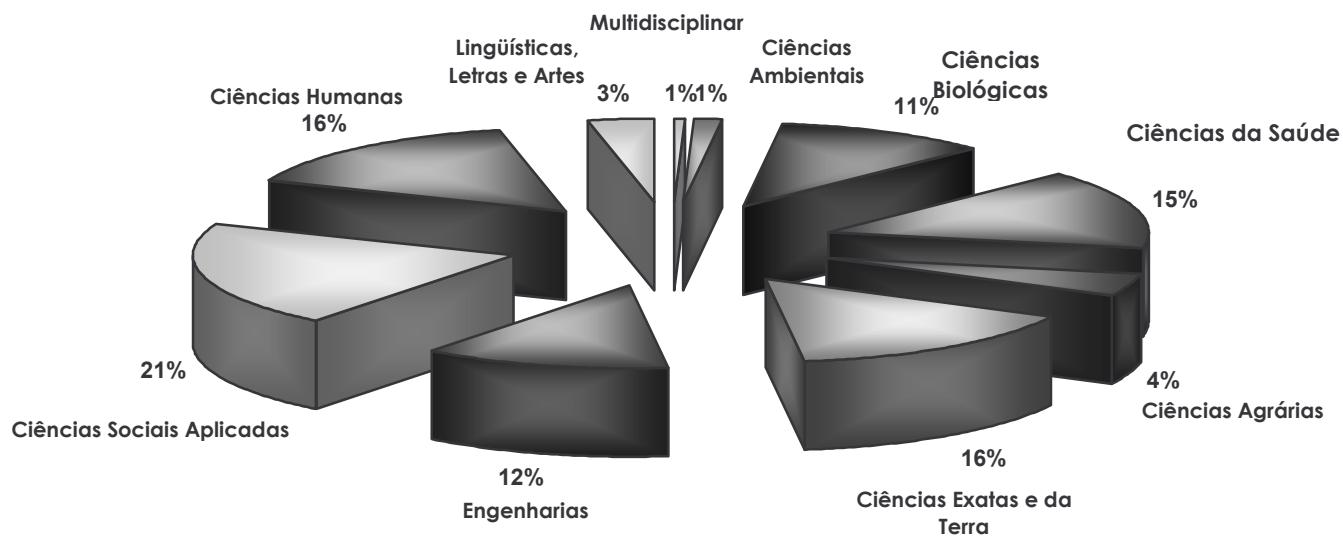 Multidisciplinar
Lingüísticas,
Letras e Artes
3%
1%
1%
Ciências
Ambientais
Ciências
Biológicas
11%
Ciências da Saúde
15%
4%
Ciências Agrárias
16%
Ciências Exatas e da
Terra
12%
Engenharias
21%
Ciências Sociais Aplicadas
Ciências Humanas
16%